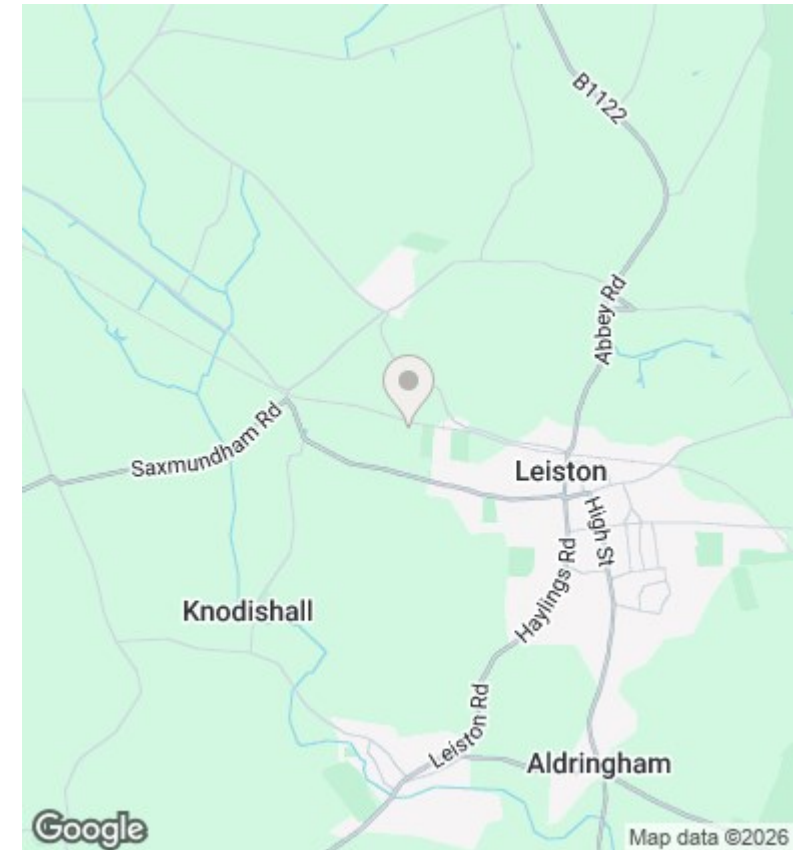 B1122
Abbey Rd
Saxmundham Rd
Leiston
High St
Haylings Rd
Knodishall
Leiston Rd
Aldringham
Google
Map data ©2026